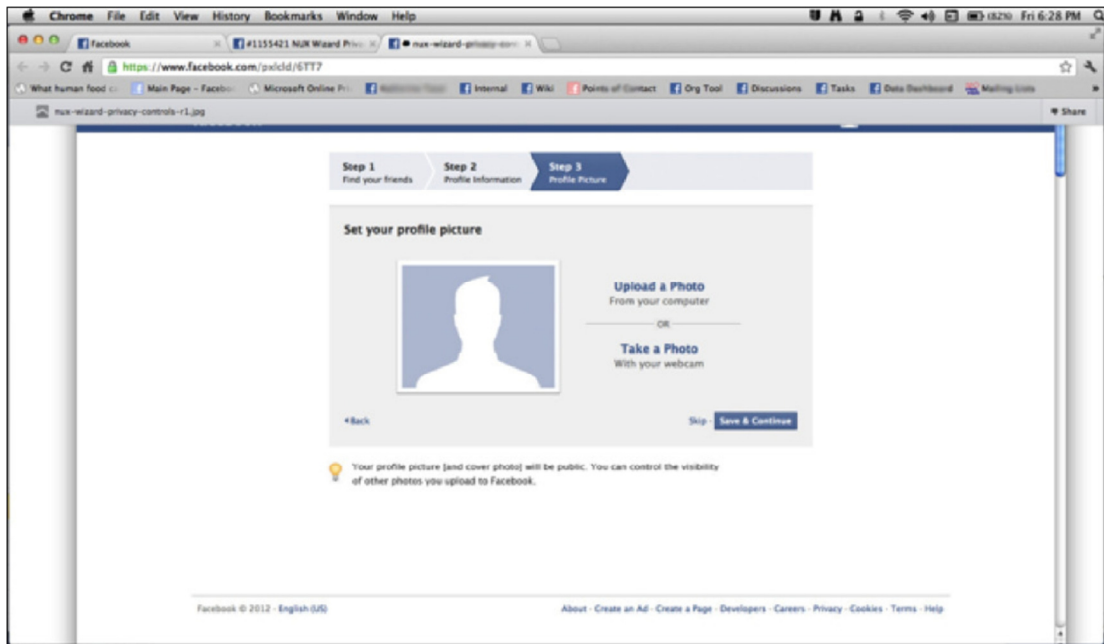 Chrome File Edit View History Bookmarks Window Help (82%) Fri 6:28 PM
Facebook #1155421 NUX Wizard Priva nux-wizard-privacy-cont
https://www.facebook.com/pxlcld/6TT7
What human food c Main Page - Facebo Microsoft Online Pri Internal Wiki Points of Contact Org Tool Discussions Tasks Data Dashboard Mailing Lists »
nux-wizard-privacy-controls-r1.jpg Share
Step 1 Step 2 Step 3
Find your friends Profile Information Profile Picture
Set your profile picture
Upload a Photo
From your computer
OR
Take a Photo
With your webcam
Back Skip · Save & Continue
Your profile picture [and cover photo] will be public. You can control the visibility
of other photos you upload to Facebook.
Facebook © 2012 · English (US) About · Create an Ad · Create a Page · Developers · Careers · Privacy · Cookies · Terms · Help